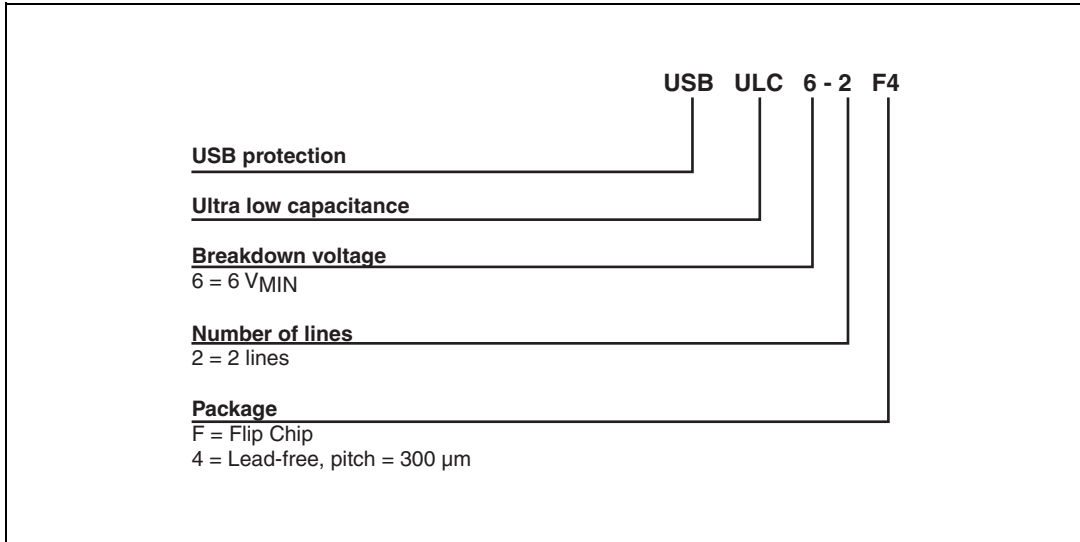 USB ULC 6 - 2 F4
USB protection
Ultra low capacitance
Breakdown voltage
6 = 6 VMIN
Number of lines
2 = 2 lines
Package
F = Flip Chip
4 = Lead-free, pitch = 300 µm